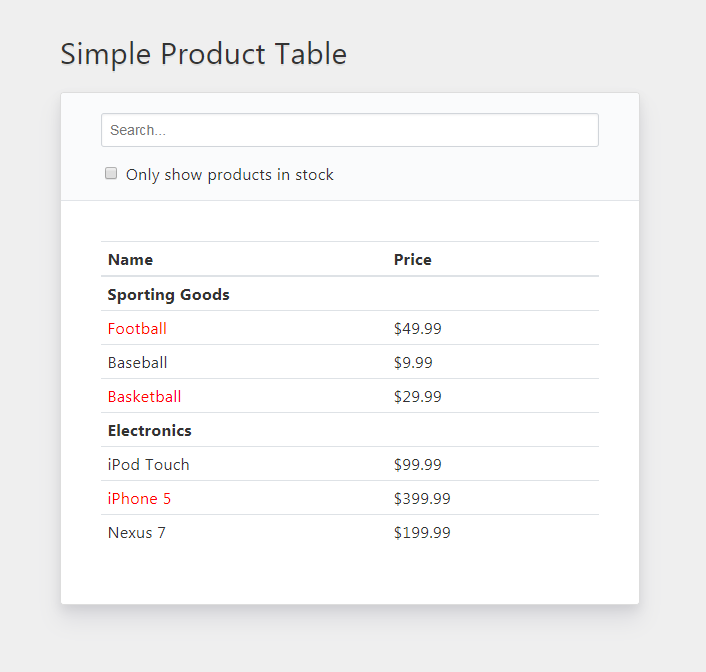 Simple Product Table
Search...
Only show products in stock
Name Price
Sporting Goods
Football $49.99
Baseball $9.99
Basketball $29.99
Electronics
iPod Touch $99.99
iPhone 5 $399.99
Nexus 7 $199.99